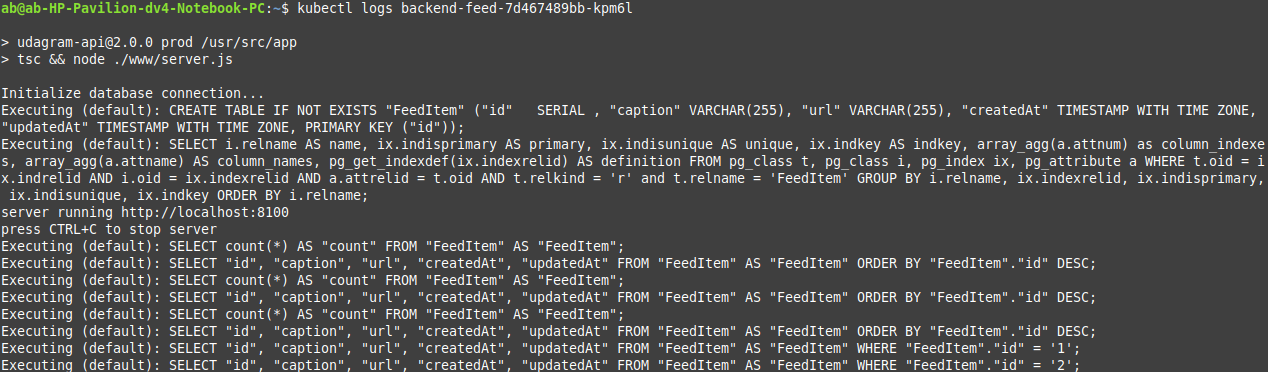 ab@ab-HP-Pavilion-dv4-Notebook-PC:~$ kubectl logs backend-feed-7d467489bb-kpm6l
> udagram-api@2.0.0 prod /usr/src/app
> tsc && node ./www/server.js
Initialize database connection...
Executing (default): CREATE TABLE IF NOT EXISTS "FeedItem" ("id"   SERIAL , "caption" VARCHAR(255), "url" VARCHAR(255), "createdAt" TIMESTAMP WITH TIME ZONE,
"updatedAt" TIMESTAMP WITH TIME ZONE, PRIMARY KEY ("id"));
Executing (default): SELECT i.relname AS name, ix.indisprimary AS primary, ix.indisunique AS unique, ix.indkey AS indkey, array_agg(a.attnum) as column_indexe
s, array_agg(a.attname) AS column_names, pg_get_indexdef(ix.indexrelid) AS definition FROM pg_class t, pg_class i, pg_index ix, pg_attribute a WHERE t.oid = i
x.indrelid AND i.oid = ix.indexrelid AND a.attrelid = t.oid AND t.relkind = 'r' and t.relname = 'FeedItem' GROUP BY i.relname, ix.indexrelid, ix.indisprimary,
 ix.indisunique, ix.indkey ORDER BY i.relname;
server running http://localhost:8100
press CTRL+C to stop server
Executing (default): SELECT count(*) AS "count" FROM "FeedItem" AS "FeedItem";
Executing (default): SELECT "id", "caption", "url", "createdAt", "updatedAt" FROM "FeedItem" AS "FeedItem" ORDER BY "FeedItem"."id" DESC;
Executing (default): SELECT count(*) AS "count" FROM "FeedItem" AS "FeedItem";
Executing (default): SELECT "id", "caption", "url", "createdAt", "updatedAt" FROM "FeedItem" AS "FeedItem" ORDER BY "FeedItem"."id" DESC;
Executing (default): SELECT count(*) AS "count" FROM "FeedItem" AS "FeedItem";
Executing (default): SELECT "id", "caption", "url", "createdAt", "updatedAt" FROM "FeedItem" AS "FeedItem" ORDER BY "FeedItem"."id" DESC;
Executing (default): SELECT "id", "caption", "url", "createdAt", "updatedAt" FROM "FeedItem" AS "FeedItem" WHERE "FeedItem"."id" = '1';
Executing (default): SELECT "id", "caption", "url", "createdAt", "updatedAt" FROM "FeedItem" AS "FeedItem" WHERE "FeedItem"."id" = '2';